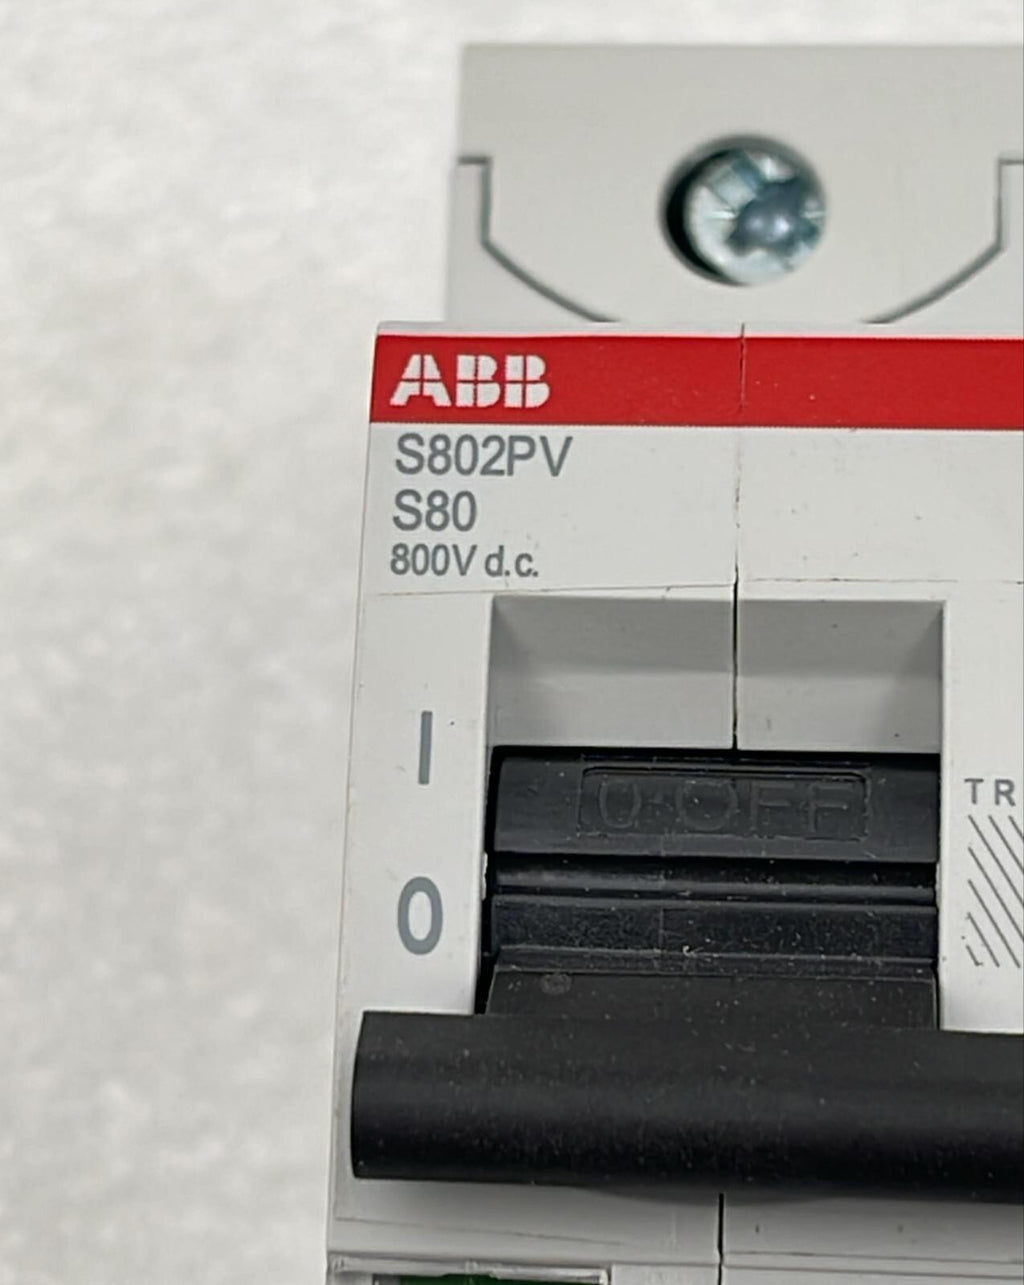 ABB
S802PV
S80
800V d.c.
I
0 OFF
TR
0